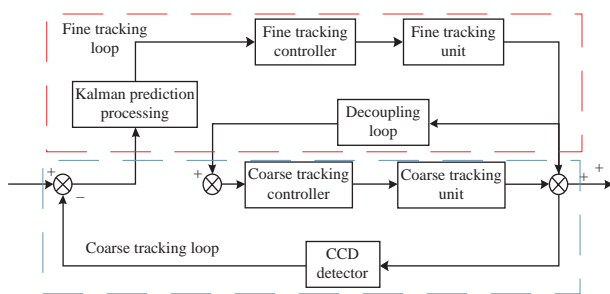 Fine tracking
loop
Fine tracking
controller
Fine tracking
unit
Kalman prediction
processing
Decoupling
loop
+
−
+
Coarse tracking
controller
Coarse tracking
unit
+ +
Coarse tracking loop
CCD
detector